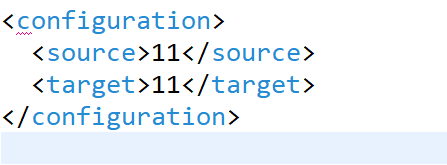 <configuration>
  <source>11</source>
  <target>11</target>
</configuration>